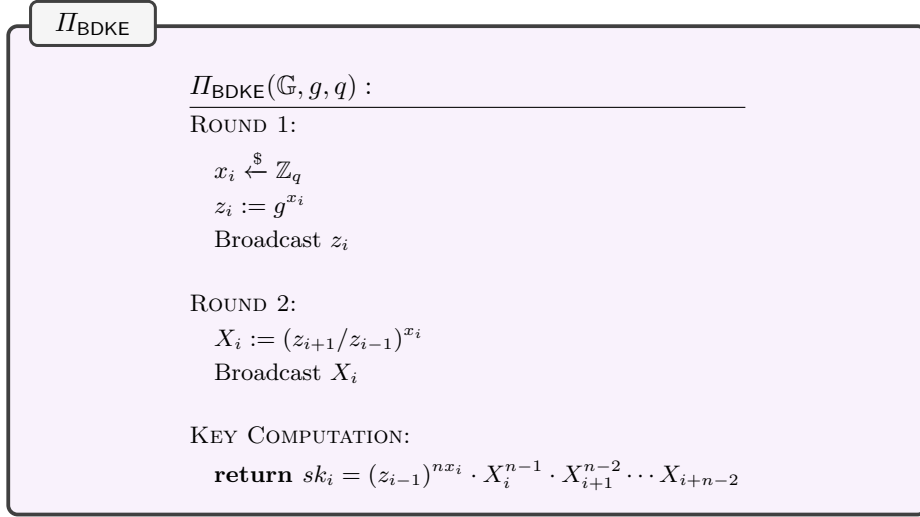 Π_BDKE
Π_BDKE(𝔾, g, q) :
ROUND 1:
x_i ←$ ℤ_q
z_i := g^{x_i}
Broadcast z_i
ROUND 2:
X_i := (z_{i+1}/z_{i−1})^{x_i}
Broadcast X_i
KEY COMPUTATION:
return sk_i = (z_{i−1})^{nx_i} · X_i^{n−1} · X_{i+1}^{n−2} ⋯ X_{i+n−2}